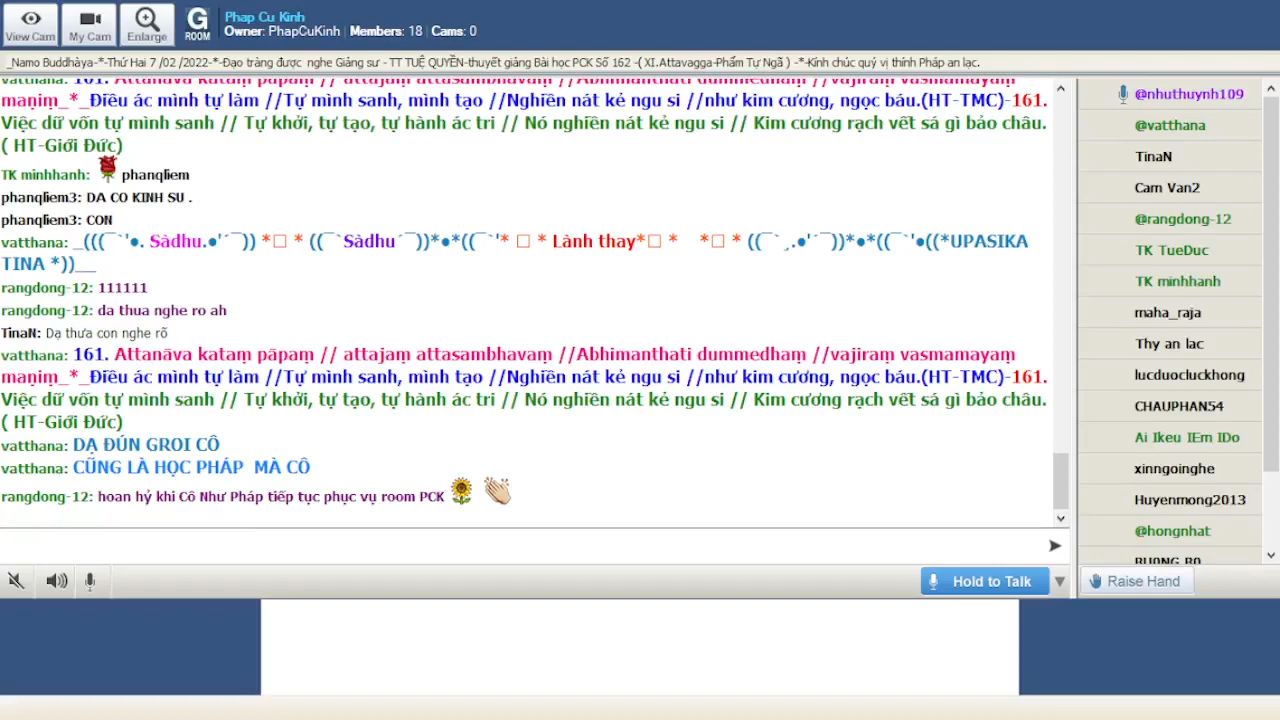 View Cam
My Cam
Enlarge
G
ROOM
Phap Cu Kinh
Owner: PhapCuKinh | Members: 18 | Cams: 0
_Namo Buddhàya-*-Thứ Hai 7 /02 /2022-*-Đạo tràng được nghe Giảng sư - TT TUỆ QUYỀN-thuyết giảng Bài học PCK Số 162 -( XI.Attavagga-Phẩm Tự Ngã ) -*-Kính chúc quý vị thính Pháp an lạc.
vatthana: 161. Attanāva kataṃ pāpaṃ // attajaṃ attasambhavaṃ //Abhimanthati dummedhaṃ //vajiraṃ vasmamayaṃ
maṇiṃ_*_Điều ác mình tự làm //Tự mình sanh, mình tạo //Nghiền nát kẻ ngu si //như kim cương, ngọc báu.(HT-TMC)-161.
Việc dữ vốn tự mình sanh // Tự khởi, tự tạo, tự hành ác tri // Nó nghiền nát kẻ ngu si // Kim cương rạch vết sá gì bảo châu.
( HT-Giới Đức)
TK minhhanh: phanqliem
phanqliem3: DA CO KINH SU .
phanqliem3: CON
vatthana: _(((¯`'●. Sàdhu.●'´¯)) *□ * ((¯`Sàdhu´¯))*●*((¯`'* □ * Lành thay*□ * *□ * ((¯`¸.●'´¯))*●*((¯`'●((*UPASIKA
TINA *))__
rangdong-12: 111111
rangdong-12: da thua nghe ro ah
TinaN: Dạ thưa con nghe rõ
vatthana: 161. Attanāva kataṃ pāpaṃ // attajaṃ attasambhavaṃ //Abhimanthati dummedhaṃ //vajiraṃ vasmamayaṃ
maṇiṃ_*_Điều ác mình tự làm //Tự mình sanh, mình tạo //Nghiền nát kẻ ngu si //như kim cương, ngọc báu.(HT-TMC)-161.
Việc dữ vốn tự mình sanh // Tự khởi, tự tạo, tự hành ác tri // Nó nghiền nát kẻ ngu si // Kim cương rạch vết sá gì bảo châu.
( HT-Giới Đức)
vatthana: DẠ ĐÚN GROI CÔ
vatthana: CŨNG LÀ HỌC PHÁP MÀ CÔ
rangdong-12: hoan hỷ khi Cô Như Pháp tiếp tục phục vụ room PCK
@nhuthuynh109
@vatthana
TinaN
Cam Van2
@rangdong-12
TK TueDuc
TK minhhanh
maha_raja
Thy an lac
lucduocluckhong
CHAUPHAN54
Ai Ikeu IEm IDo
xinngoinghe
Huyenmong2013
@hongnhat
Hold to Talk
Raise Hand